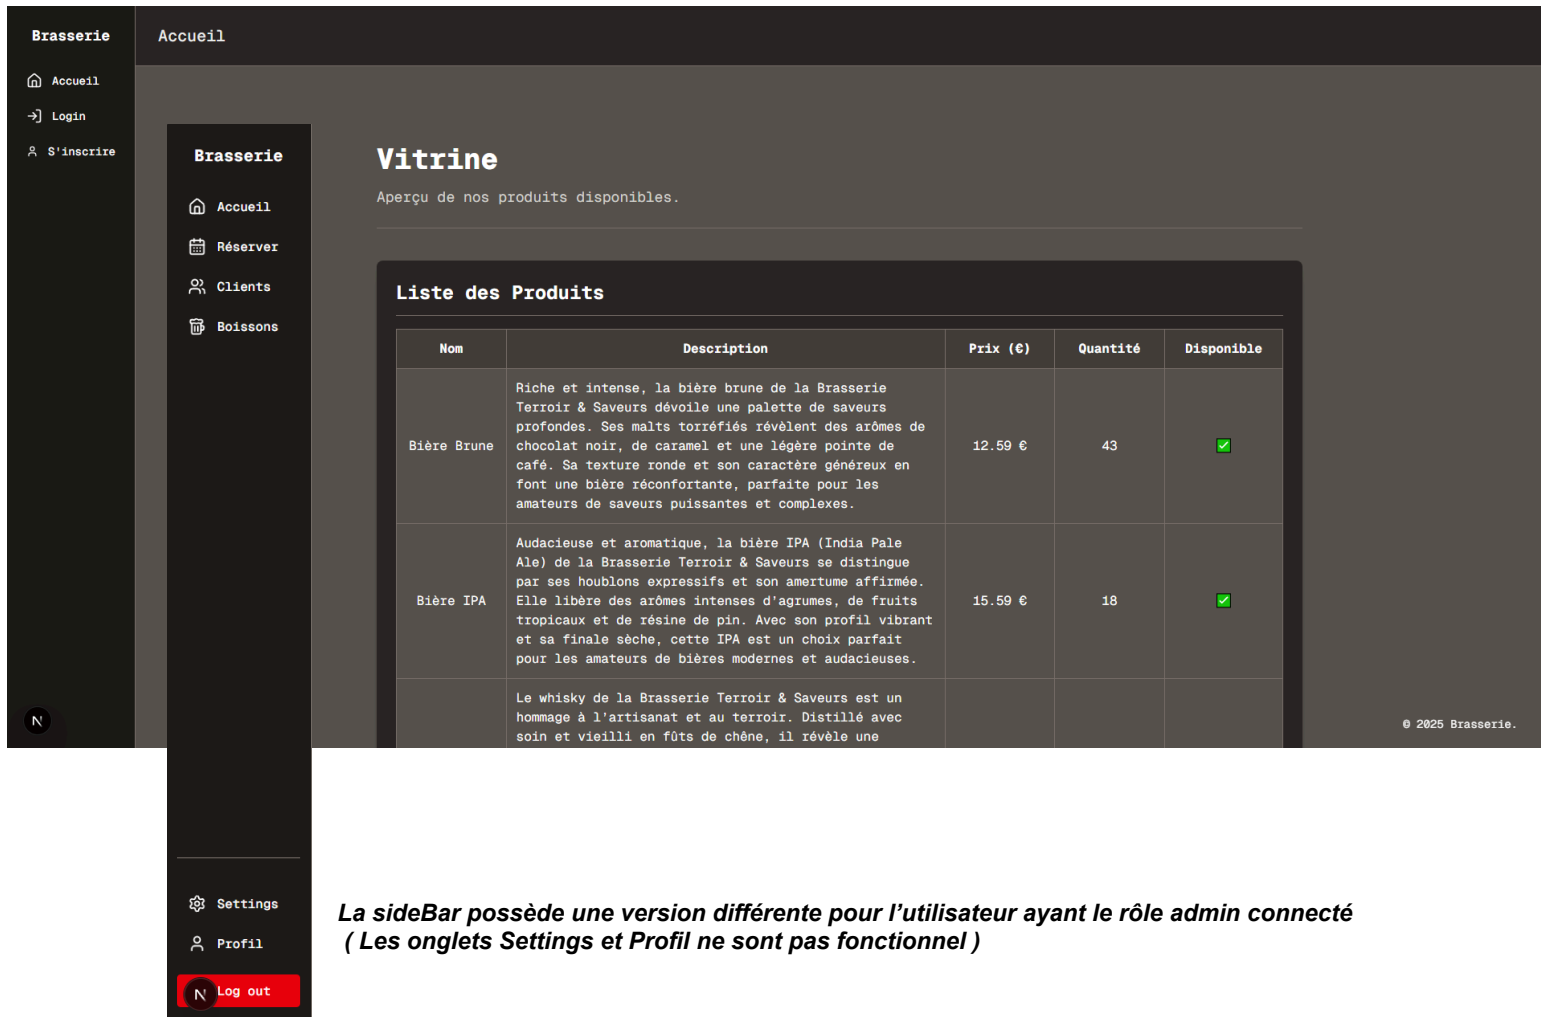 Brasserie
Accueil
Login
S'inscrire
N
Accueil
Brasserie
Accueil
Réserver
Clients
Boissons
Settings
Profil
N
Log out
Vitrine
Aperçu de nos produits disponibles.
Liste des Produits
Nom Description Prix (€) Quantité Disponible
Riche et intense, la bière brune de la Brasserie
Terroir & Saveurs dévoile une palette de saveurs
profondes. Ses malts torréfiés révèlent des arômes de
Bière Brune chocolat noir, de caramel et une légère pointe de 12.59 € 43 ✅
café. Sa texture ronde et son caractère généreux en
font une bière réconfortante, parfaite pour les
amateurs de saveurs puissantes et complexes.
Audacieuse et aromatique, la bière IPA (India Pale
Ale) de la Brasserie Terroir & Saveurs se distingue
par ses houblons expressifs et son amertume affirmée.
Bière IPA Elle libère des arômes intenses d'agrumes, de fruits 15.59 € 18 ✅
tropicaux et de résine de pin. Avec son profil vibrant
et sa finale sèche, cette IPA est un choix parfait
pour les amateurs de bières modernes et audacieuses.
Le whisky de la Brasserie Terroir & Saveurs est un
hommage à l'artisanat et au terroir. Distillé avec
soin et vieilli en fûts de chêne, il révèle une
© 2025 Brasserie.
La sideBar possède une version différente pour l'utilisateur ayant le rôle admin connecté
( Les onglets Settings et Profil ne sont pas fonctionnel )